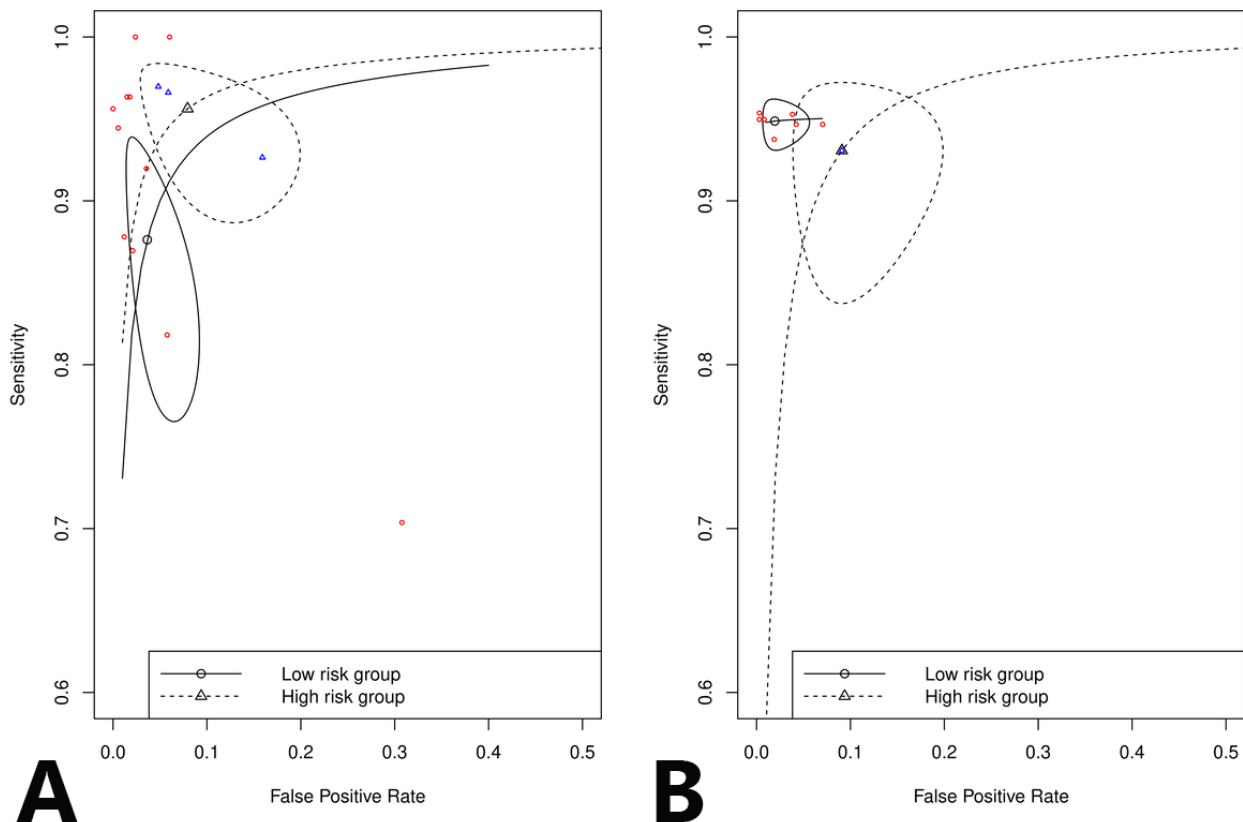 1.0
0.9
0.8
0.7
0.6
Sensitivity
Low risk group
High risk group
0.0 0.1 0.2 0.3 0.4 0.5
False Positive Rate
A
1.0
0.9
0.8
0.7
0.6
Sensitivity
Low risk group
High risk group
0.0 0.1 0.2 0.3 0.4 0.5
False Positive Rate
B